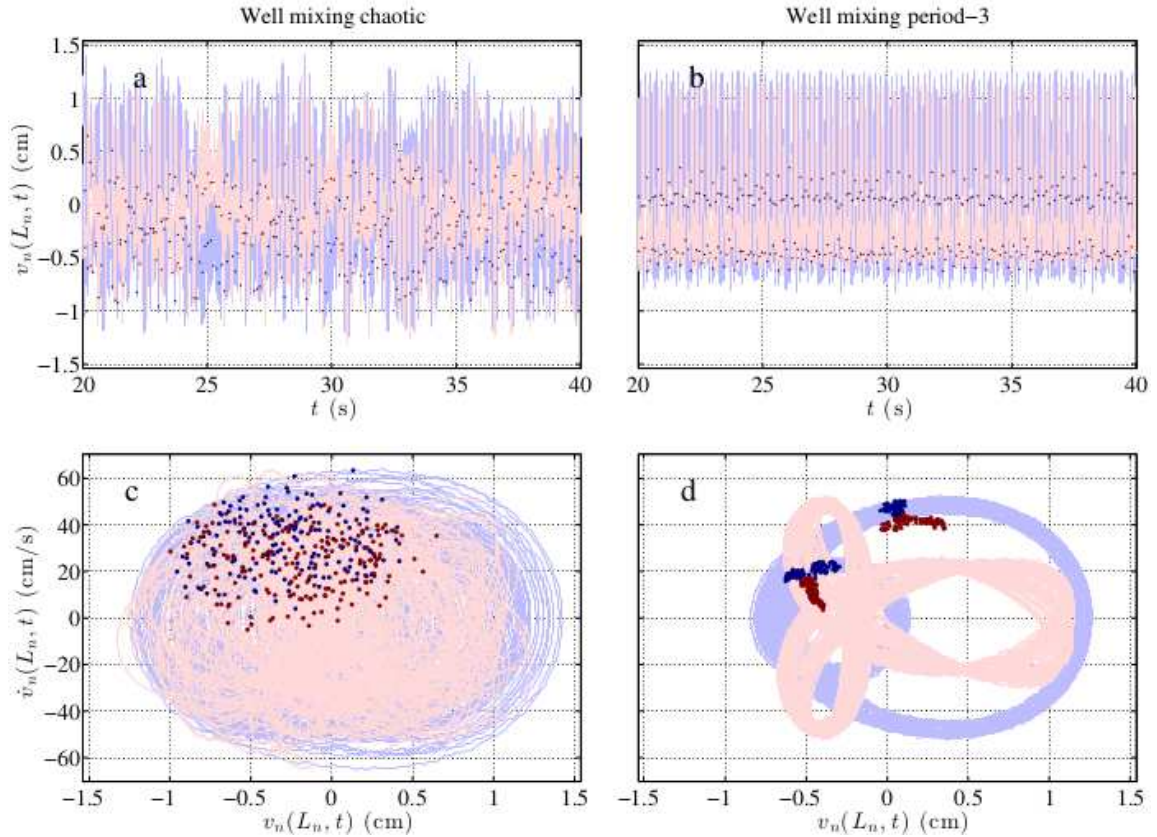 Well mixing chaotic
Well mixing period−3
a
b
1.5
1
0.5
0
−0.5
−1
−1.5
v_n(L_n, t) (cm)
20 25 30 35 40
20 25 30 35 40
t (s)
t (s)
c
d
60
40
20
0
−20
−40
−60
v̇_n(L_n, t) (cm/s)
−1.5 −1 −0.5 0 0.5 1 1.5
−1.5 −1 −0.5 0 0.5 1 1.5
v_n(L_n, t) (cm)
v_n(L_n, t) (cm)